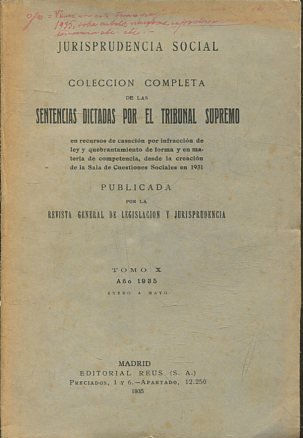 1935,
JURISPRUDENCIA SOCIAL
COLECCION COMPLETA
DE LAS
SENTENCIAS DICTADAS POR EL TRIBUNAL SUPREMO
en recursos de casación por infracción de
ley y quebrantamiento de forma y en ma-
teria de competencia, desde la creación
de la Sala de Cuestiones Sociales en 1931
PUBLICADA
POR LA
REVISTA GENERAL DE LEGISLACION Y JURISPRUDENCIA
TOMO X
Año 1935
ENERO A MAYO
MADRID
EDITORIAL REUS (S. A.)
Preciados, 1 y 6.—Apartado, 12.250
1935